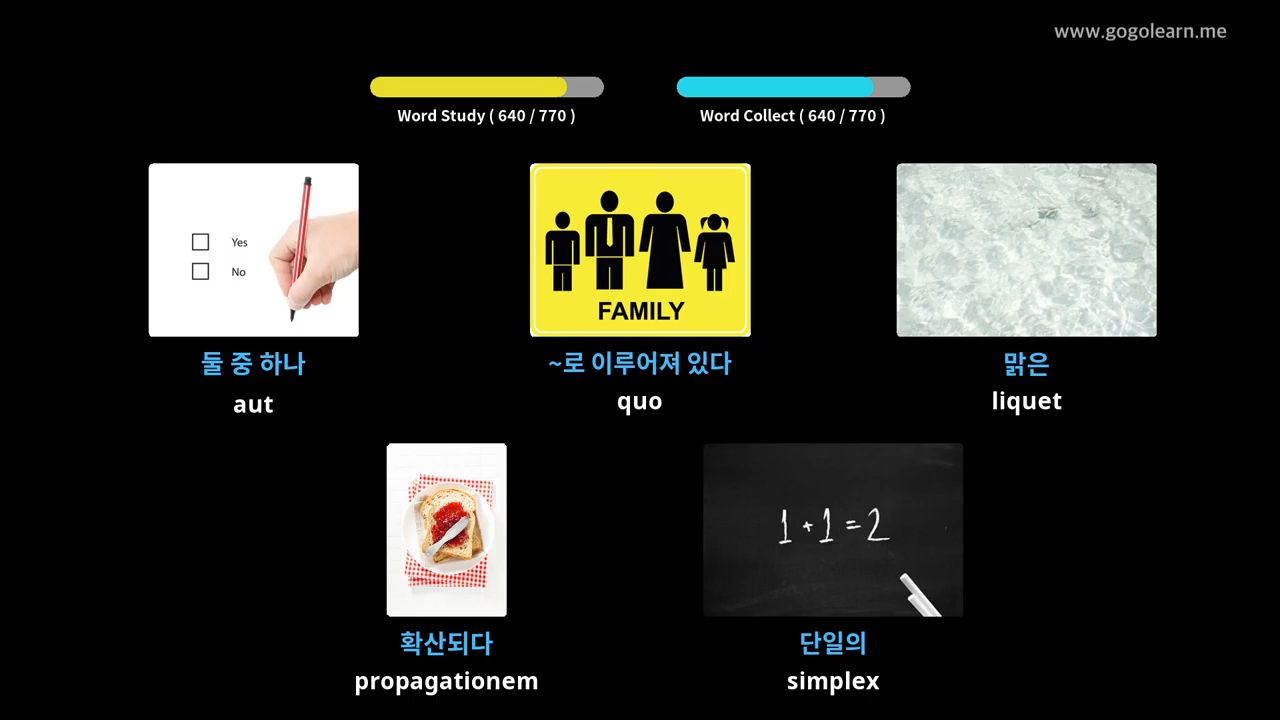 www.gogolearn.me
Word Study ( 640 / 770 )
Word Collect ( 640 / 770 )
Yes
No
FAMILY
둘 중 하나
aut
~로 이루어져 있다
quo
맑은
liquet
1 + 1 = 2
확산되다
propagationem
단일의
simplex